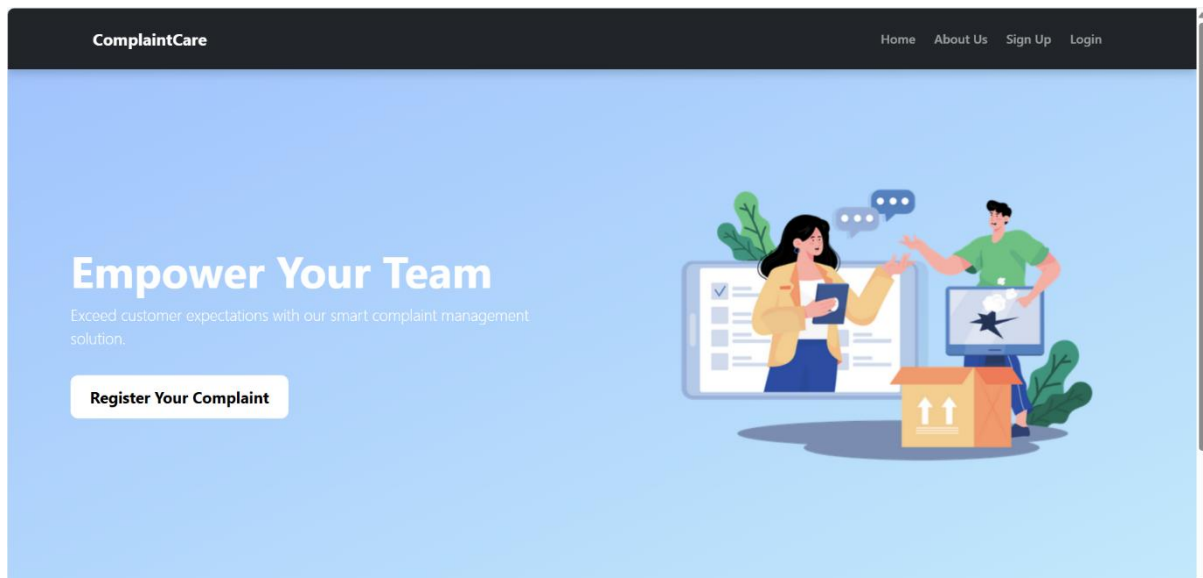 ComplaintCare
Home About Us Sign Up Login
Empower Your Team
Exceed customer expectations with our smart complaint management
solution.
Register Your Complaint